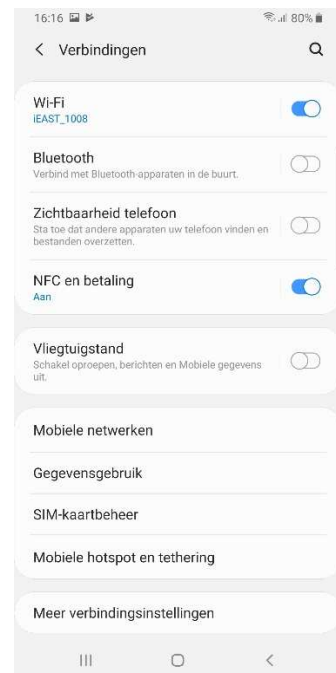 16:16 80%
Verbindingen
Wi-Fi
iEAST_1008
Bluetooth
Verbind met Bluetooth-apparaten in de buurt.
Zichtbaarheid telefoon
Sta toe dat andere apparaten uw telefoon vinden en
bestanden overzetten.
NFC en betaling
Aan
Vliegtuigstand
Schakel oproepen, berichten en Mobiele gegevens
uit.
Mobiele netwerken
Gegevensgebruik
SIM-kaartbeheer
Mobiele hotspot en tethering
Meer verbindingsinstellingen